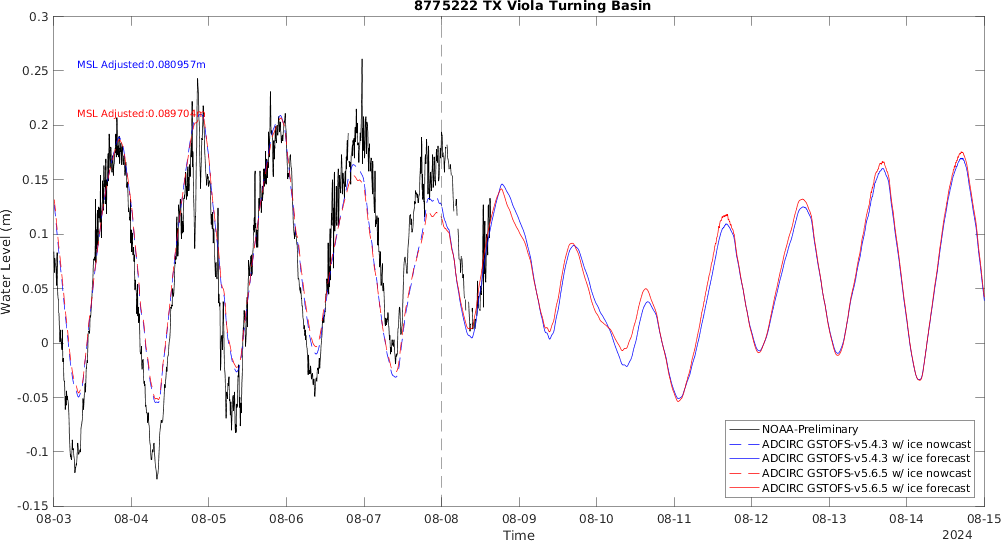 8775222 TX Viola Turning Basin
0.3
0.25
0.2
0.15
0.1
0.05
0
-0.05
-0.1
-0.15
Water Level (m)
MSL Adjusted:0.080957m
MSL Adjusted:0.089704m
NOAA-Preliminary
ADCIRC GSTOFS-v5.4.3 w/ ice nowcast
ADCIRC GSTOFS-v5.4.3 w/ ice forecast
ADCIRC GSTOFS-v5.6.5 w/ ice nowcast
ADCIRC GSTOFS-v5.6.5 w/ ice forecast
08-03 08-04 08-05 08-06 08-07 08-08 08-09 08-10 08-11 08-12 08-13 08-14 08-15
Time
2024